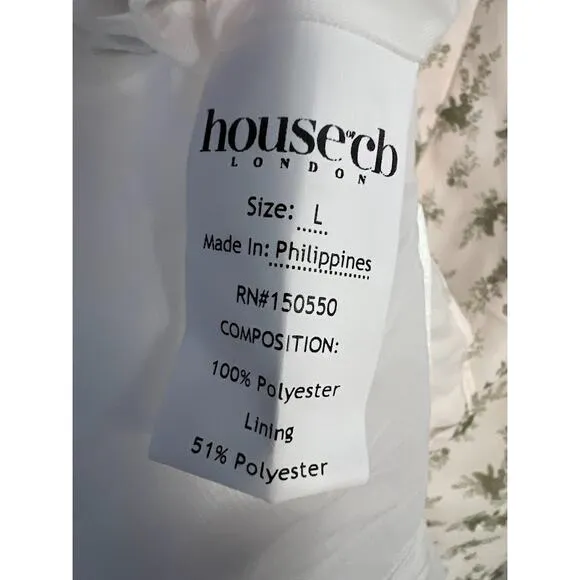 house of cb
LONDON
Size: L
Made In: Philippines
RN#150550
COMPOSITION:
100% Polyester
Lining
51% Polyester